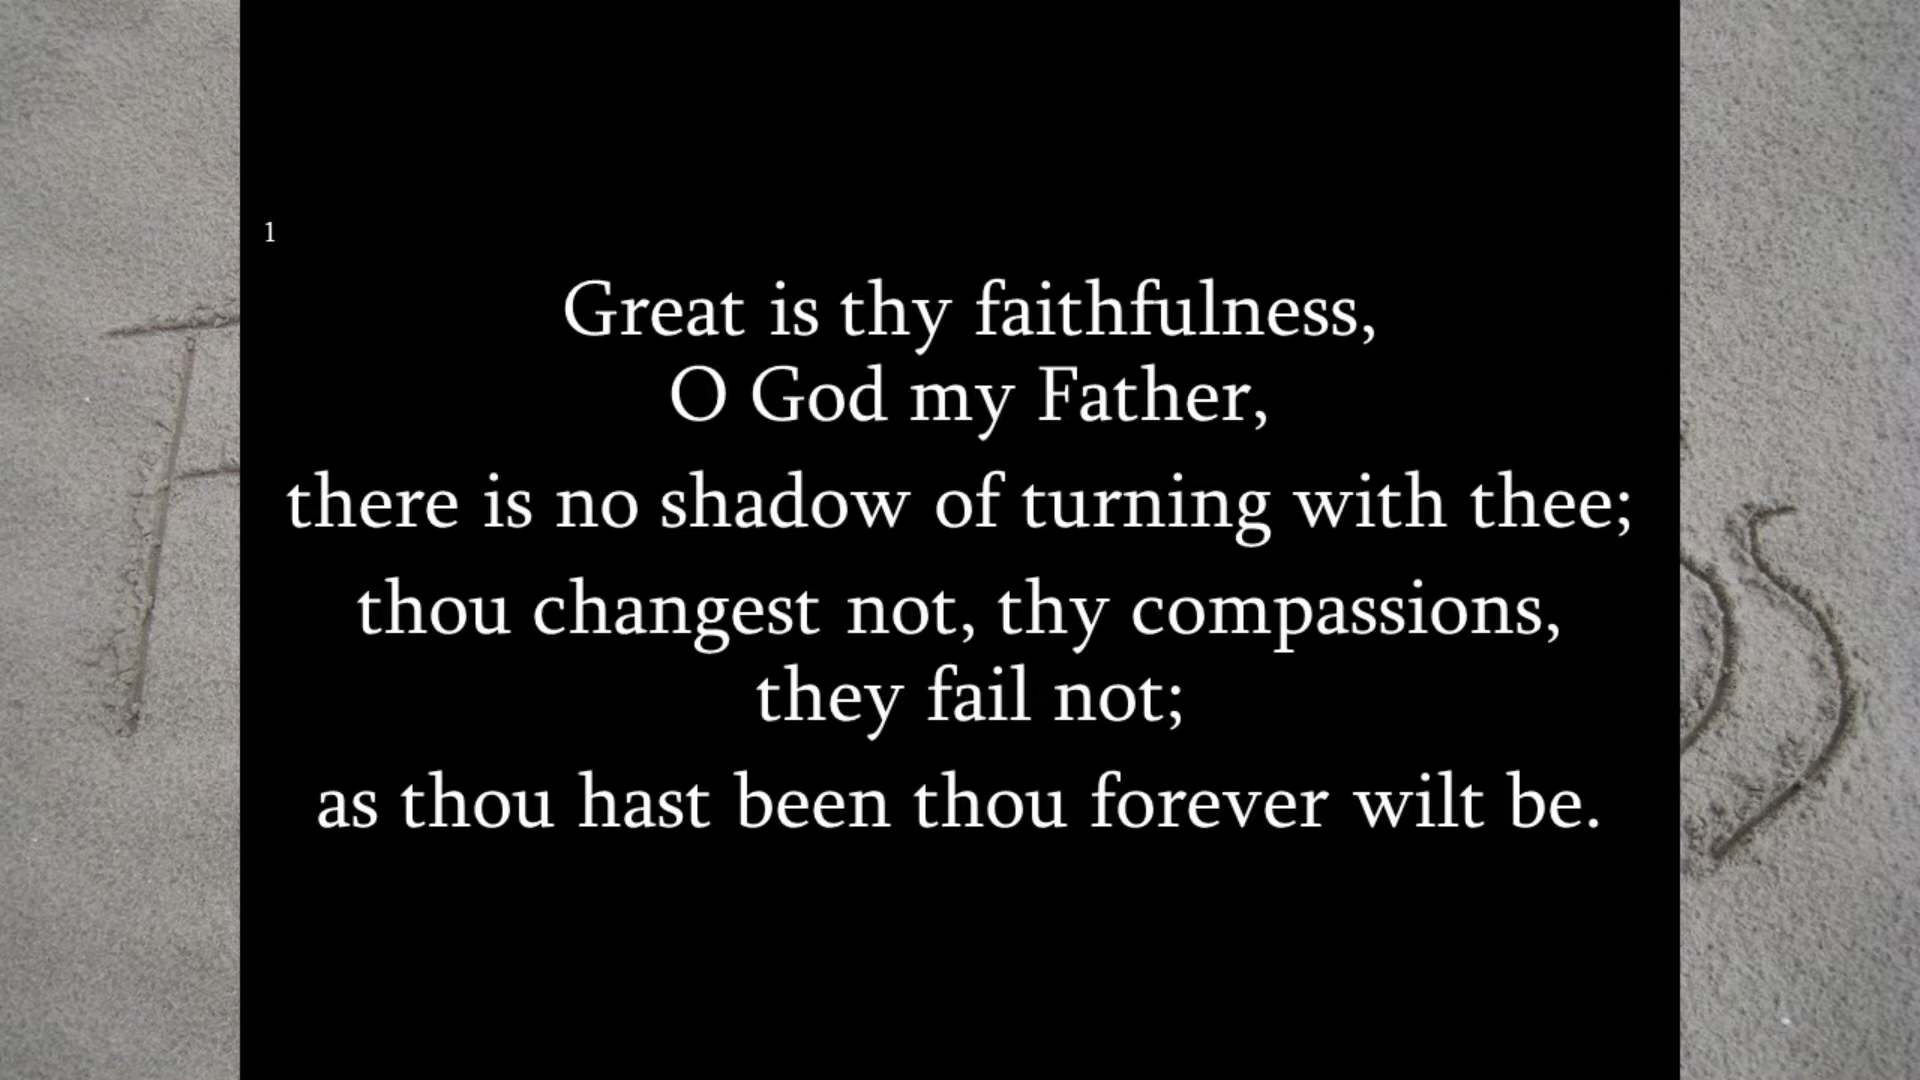 1
Great is thy faithfulness,
O God my Father,
there is no shadow of turning with thee;
thou changest not, thy compassions,
they fail not;
as thou hast been thou forever wilt be.